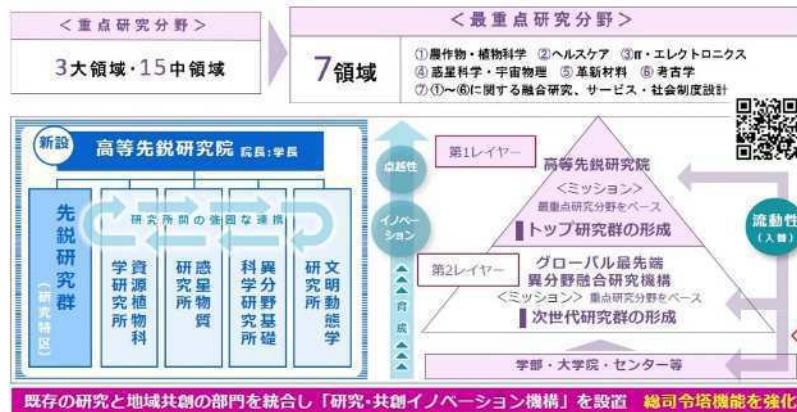 ＜重点研究分野＞
3大領域・15中領域
＜最重点研究分野＞
7領域
①農作物・植物科学 ②ヘルスケア ③IT・エレクトロニクス
④惑星科学・宇宙物理 ⑤革新材料 ⑥考古学
⑦①～⑥に関する融合研究、サービス・社会制度設計
新設
高等先鋭研究院 院長:学長
研究所間の強固な連携
先鋭研究群
(研究特区)
資源植物科学研究所
惑星物質研究所
異分野基礎科学研究所
文明動態学研究所
卓越性
イノベーション
育成
第1レイヤー
高等先鋭研究院
＜ミッション＞
最重点研究分野をベース
トップ研究群の形成
第2レイヤー
グローバル最先端
異分野融合研究機構
＜ミッション＞ 重点研究分野をベース
次世代研究群の形成
学部・大学院・センター等
流動性
(入替)
既存の研究と地域共創の部門を統合し「研究・共創イノベーション機構」を設置 総司令塔機能を強化